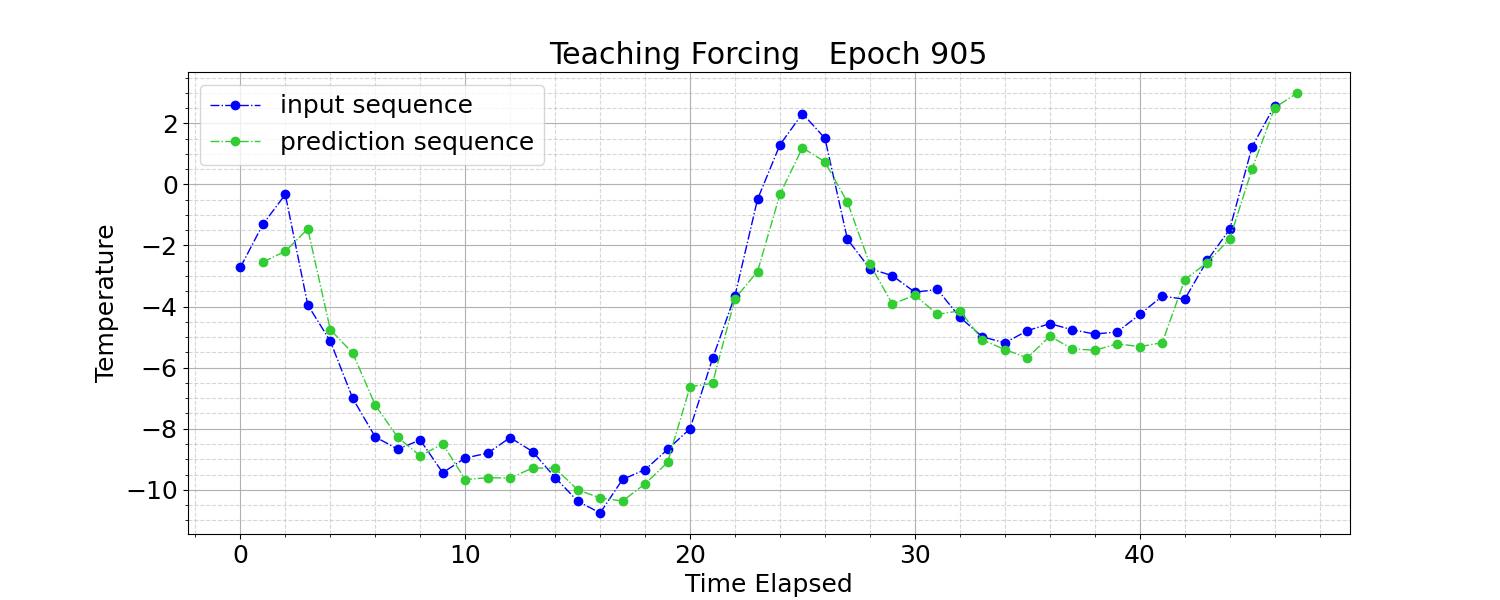 Teaching Forcing   Epoch 905
input sequence
prediction sequence
Temperature
2
0
−2
−4
−6
−8
−10
0 10 20 30 40
Time Elapsed